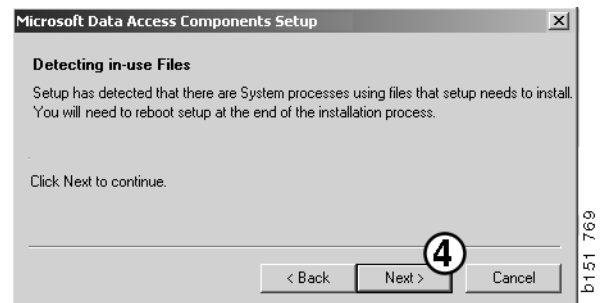 Microsoft Data Access Components Setup
Detecting in-use Files
Setup has detected that there are System processes using files that setup needs to install.
You will need to reboot setup at the end of the installation process.
Click Next to continue.
4
< Back Next > Cancel
b151 769